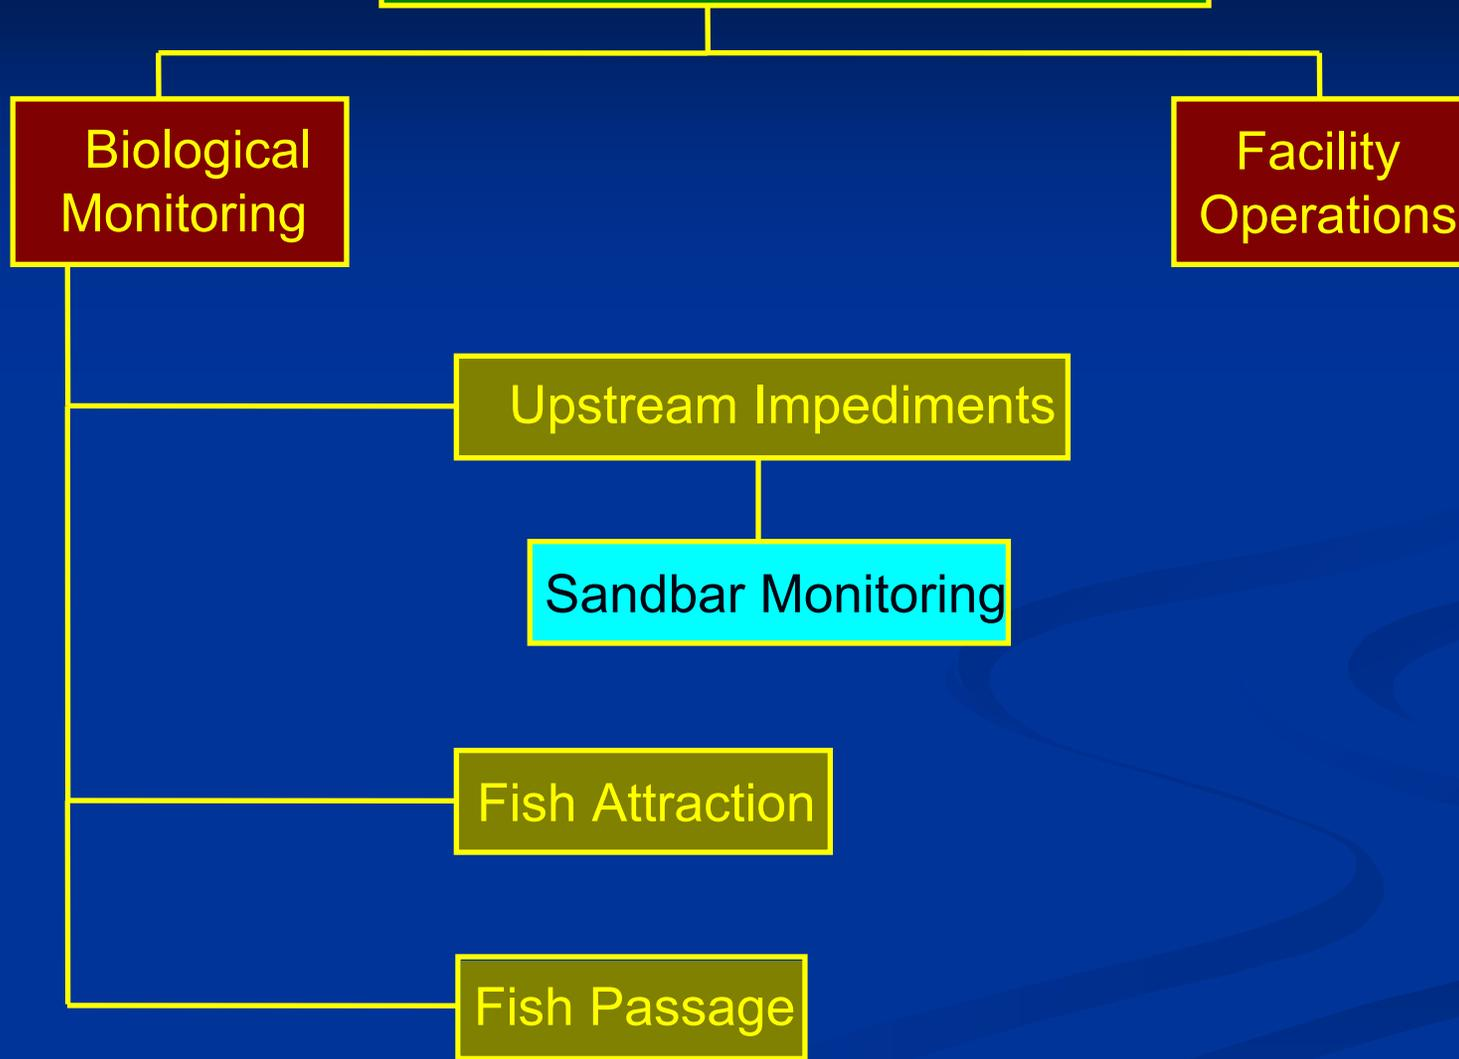 Biological
Monitoring
Facility
Operations
Upstream Impediments
Sandbar Monitoring
Fish Attraction
Fish Passage